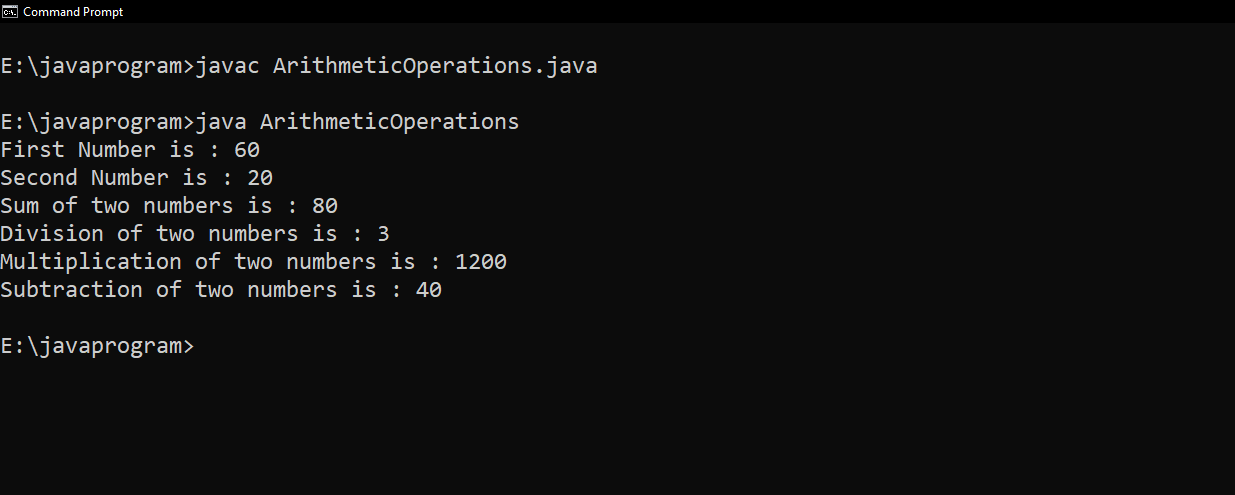 Command Prompt
E:\javaprogram>javac ArithmeticOperations.java
E:\javaprogram>java ArithmeticOperations
First Number is : 60
Second Number is : 20
Sum of two numbers is : 80
Division of two numbers is : 3
Multiplication of two numbers is : 1200
Subtraction of two numbers is : 40
E:\javaprogram>